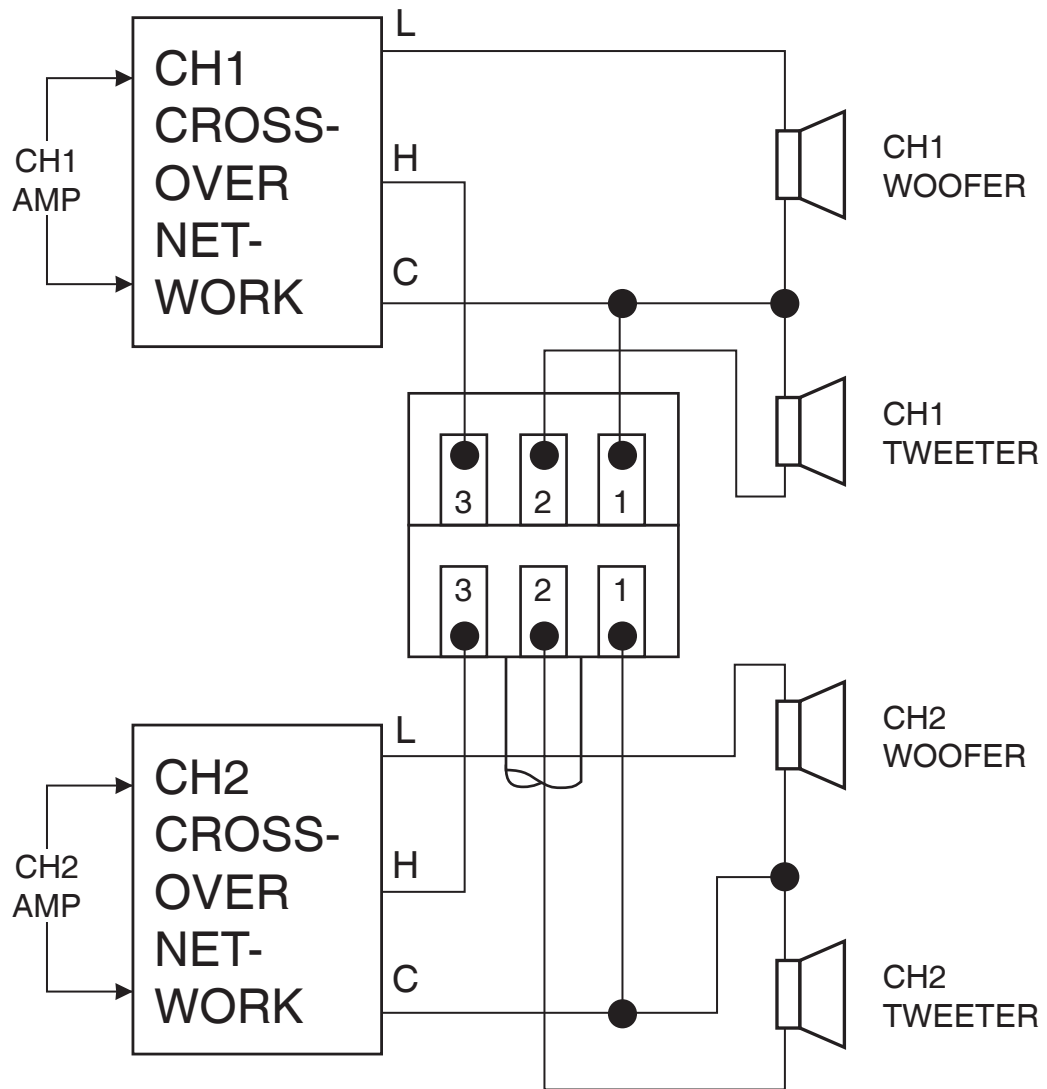 L
CH1
CROSS-
OVER
NET-
WORK
H
C
CH1
AMP
CH1
WOOFER
CH1
TWEETER
3 2 1
3 2 1
CH2
CROSS-
OVER
NET-
WORK
L
H
C
CH2
AMP
CH2
WOOFER
CH2
TWEETER